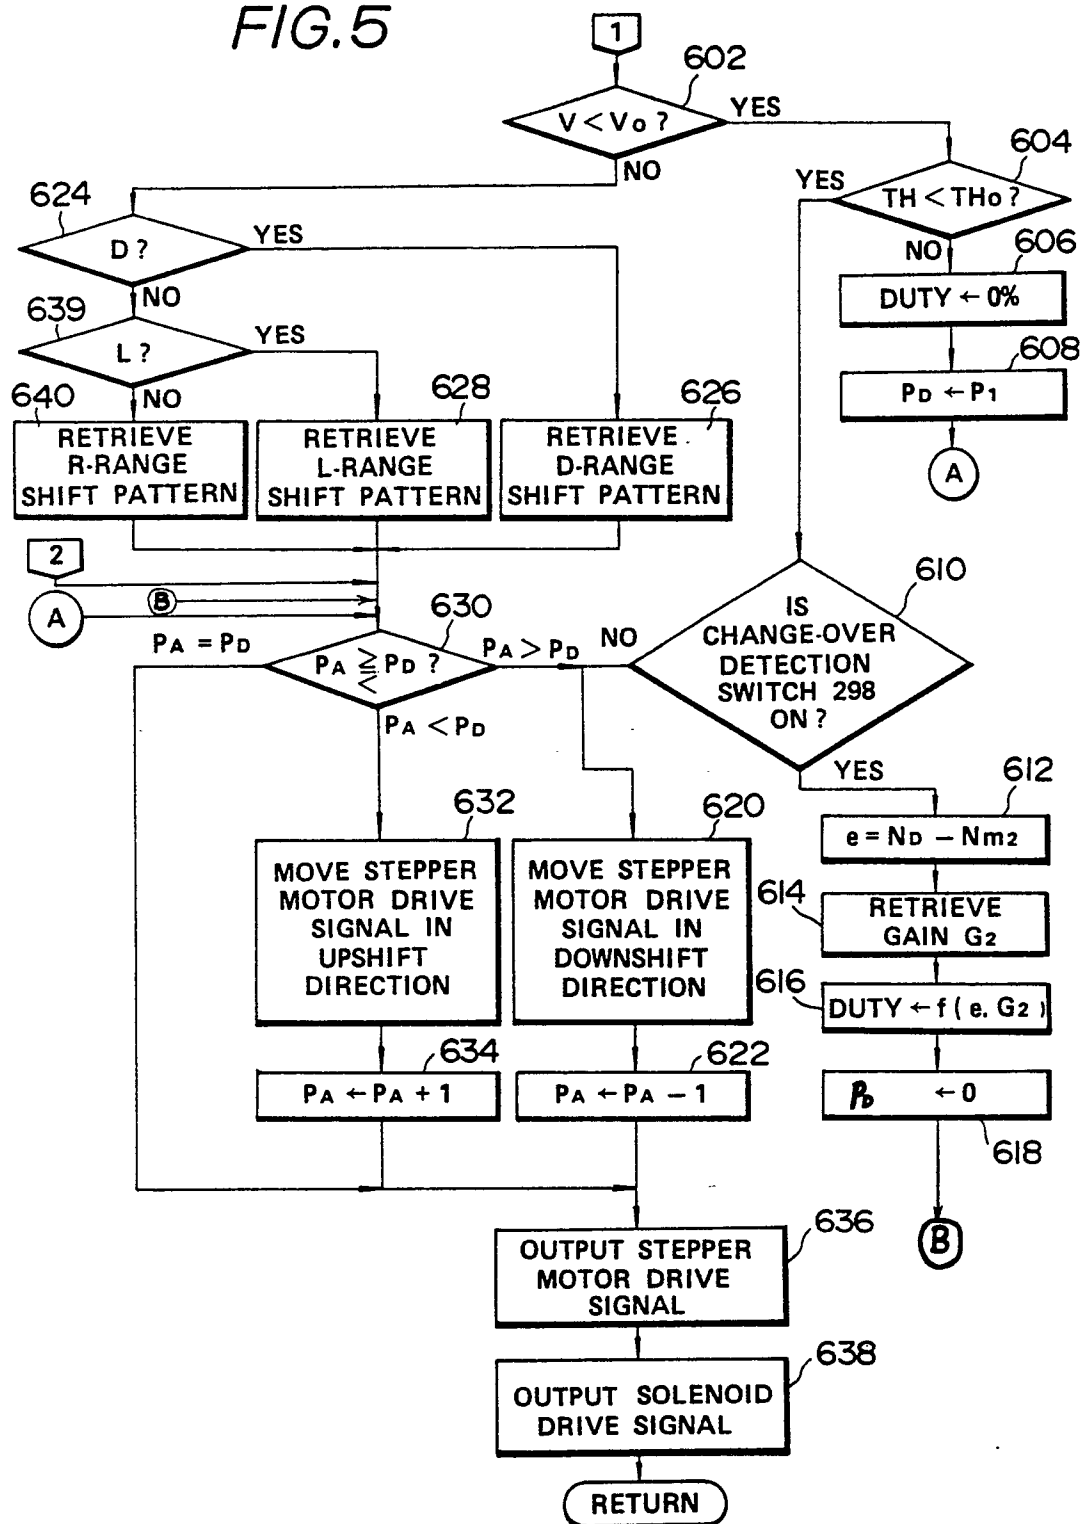 FIG.5
1
602
V < Vo ?
YES
NO
604
TH < THo ?
YES
NO
606
DUTY ← 0%
608
PD ← P1
A
624
D ?
YES
NO
639
L ?
YES
NO
640
RETRIEVE
R-RANGE
SHIFT PATTERN
628
RETRIEVE
L-RANGE
SHIFT PATTERN
626
RETRIEVE
D-RANGE
SHIFT PATTERN
2
B
A
630
PA ⪌ PD ?
PA = PD
PA > PD
PA < PD
610
IS
CHANGE-OVER
DETECTION
SWITCH 298
ON ?
NO
YES
612
e = ND − Nm2
614
RETRIEVE
GAIN G2
616
DUTY ← f ( e. G2 )
PD ← 0
618
B
632
MOVE STEPPER
MOTOR DRIVE
SIGNAL IN
UPSHIFT
DIRECTION
620
MOVE STEPPER
MOTOR DRIVE
SIGNAL IN
DOWNSHIFT
DIRECTION
634
PA ← PA + 1
622
PA ← PA − 1
636
OUTPUT STEPPER
MOTOR DRIVE
SIGNAL
638
OUTPUT SOLENOID
DRIVE SIGNAL
RETURN